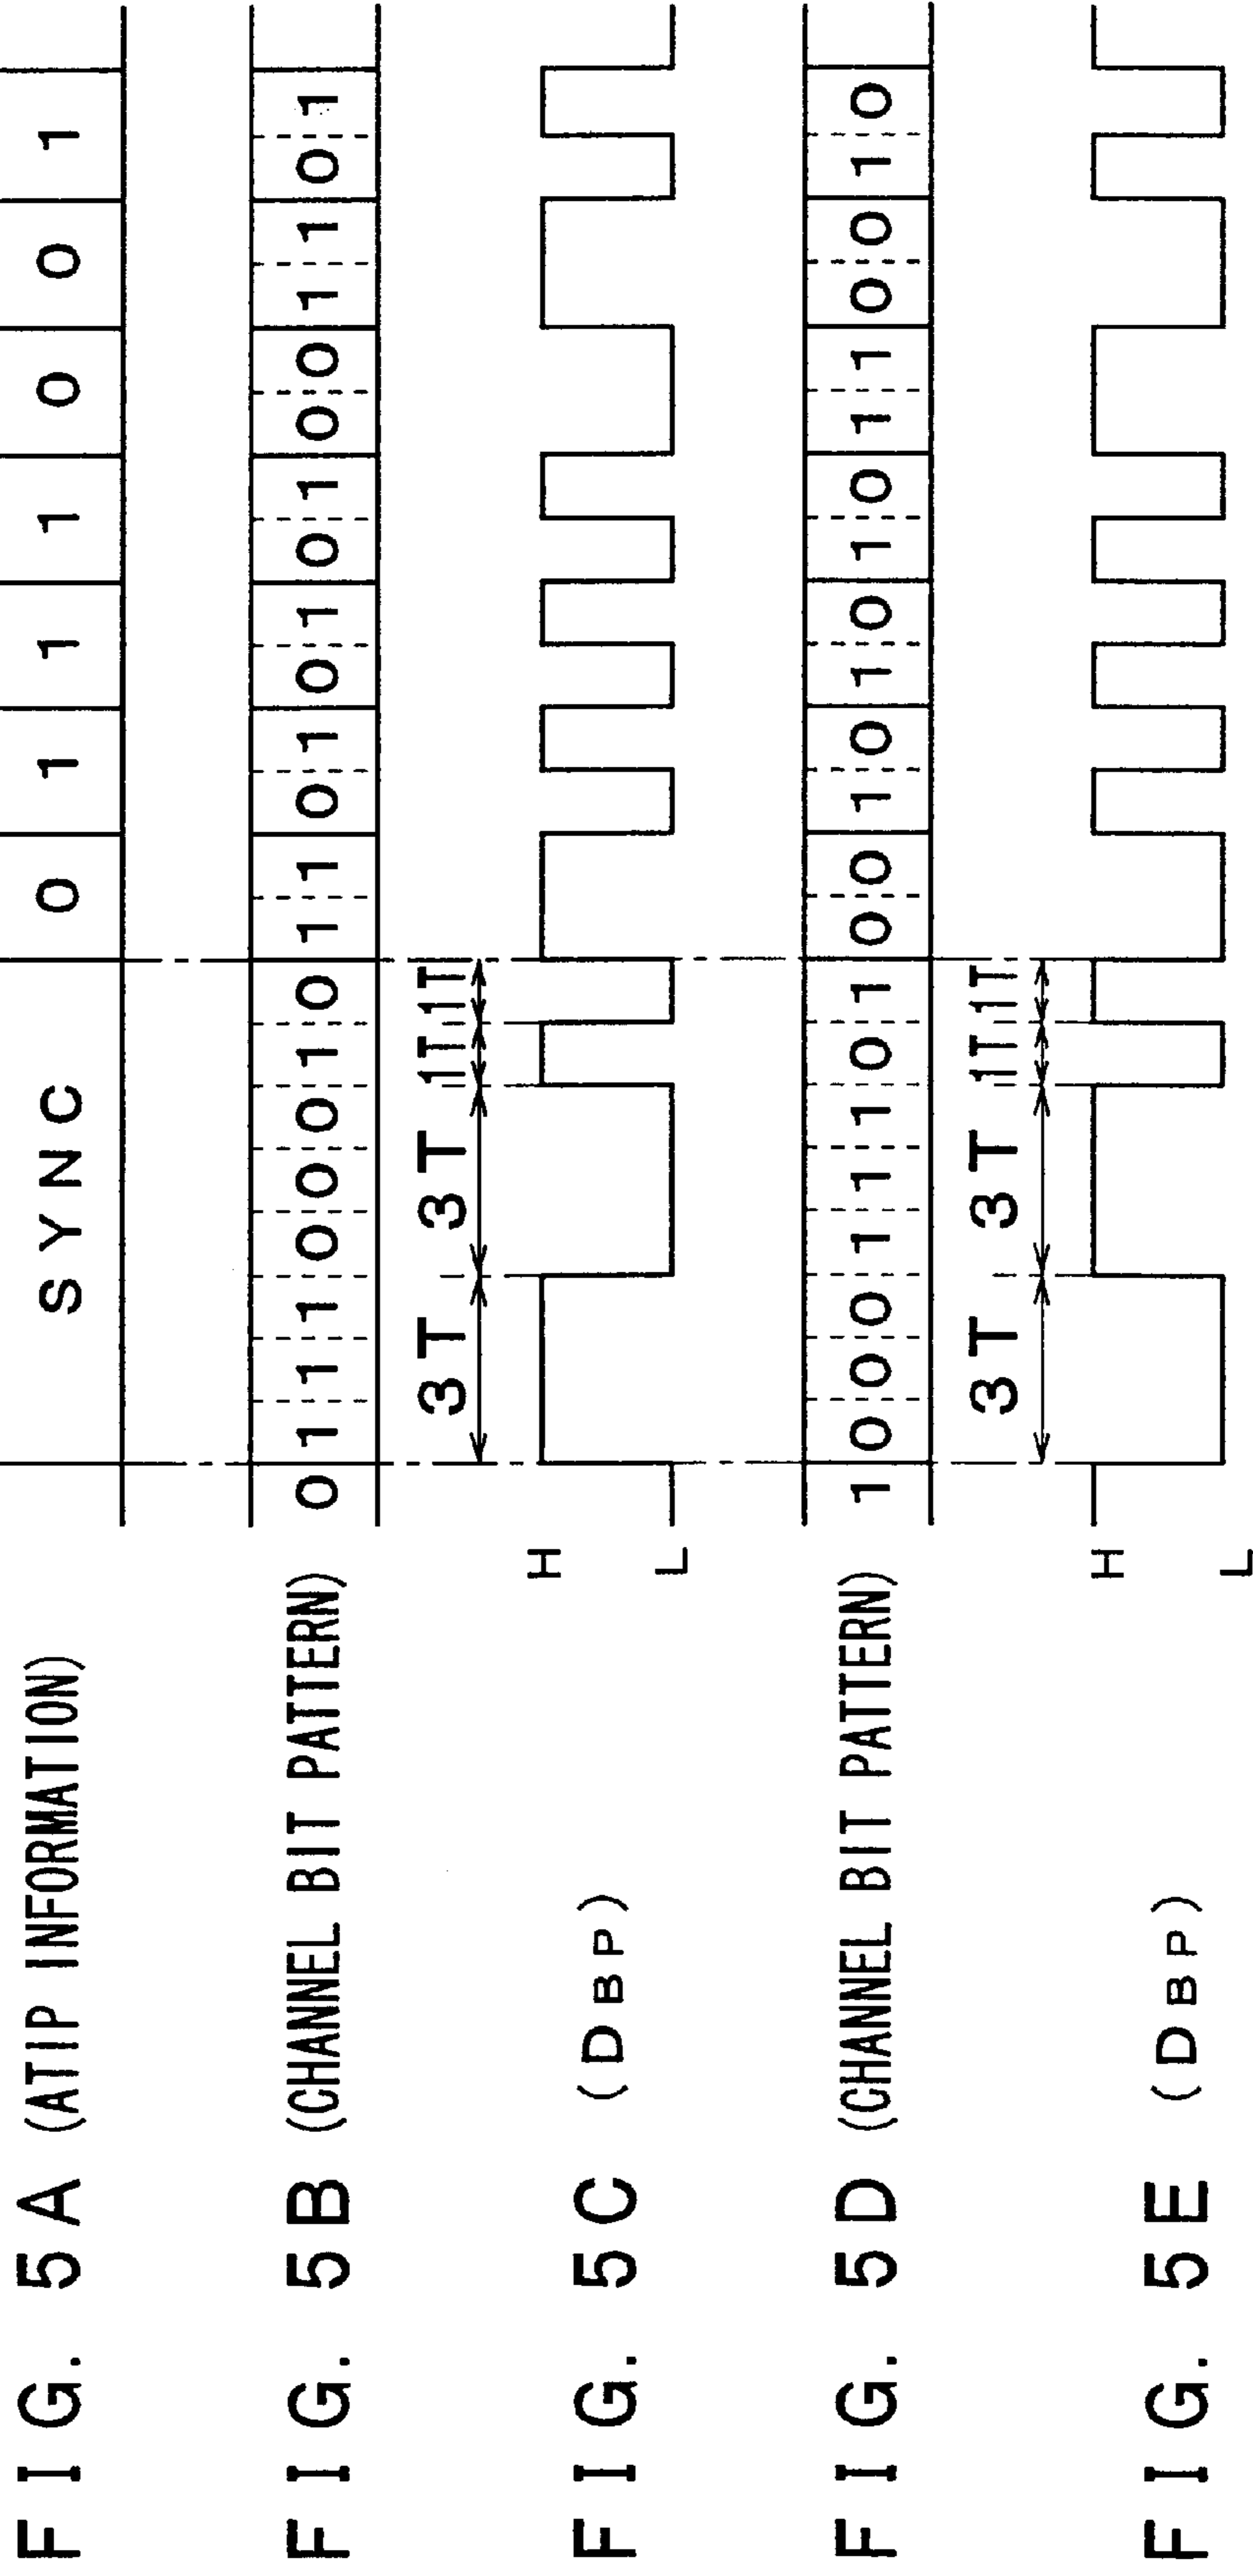 FIG. 5A (ATIP INFORMATION) SYNC 0 1 1 1 0 0 1
FIG. 5B (CHANNEL BIT PATTERN) 0 1 1 1 0 0 0 1 0 1 1 0 1 0 1 0 1 0 0 1 1 0 1
3T 3T 1T 1T
FIG. 5C (DBP) H L
FIG. 5D (CHANNEL BIT PATTERN) 1 0 0 0 1 1 1 0 1 0 0 1 0 1 0 1 0 1 1 0 0 1 0
3T 3T 1T 1T
FIG. 5E (DBP) H L